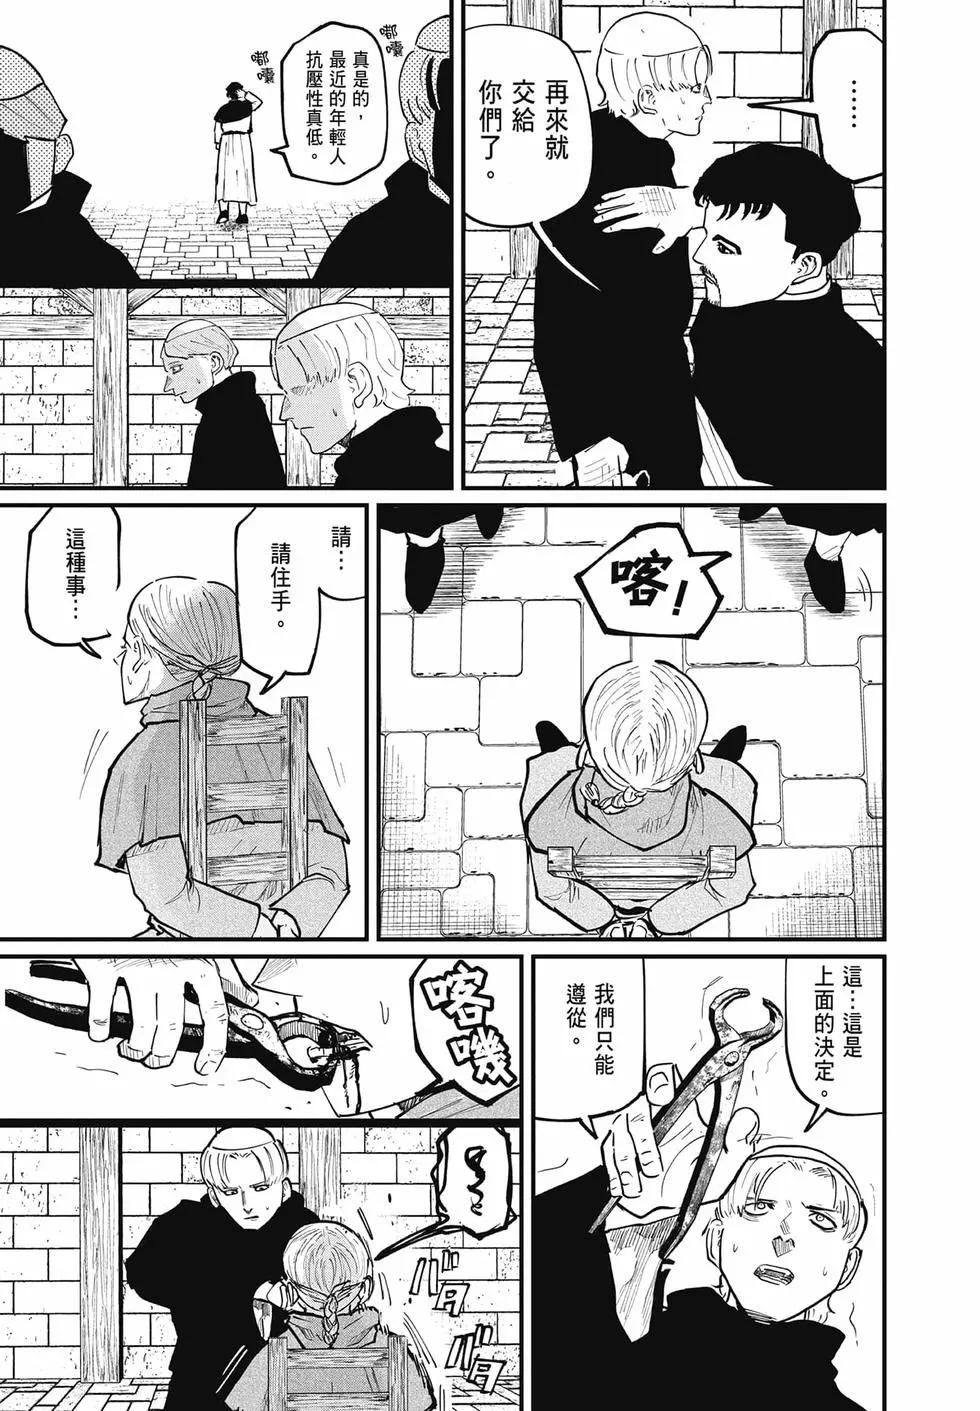 ……
再來就
交給
你們了。
真是的，
最近的年輕人
抗壓性真低。
嘟囔
嘟囔
喀！
請…
請住手。
這種事…
這…這是
上面的決定。
我們只能
遵從。
喀嘰